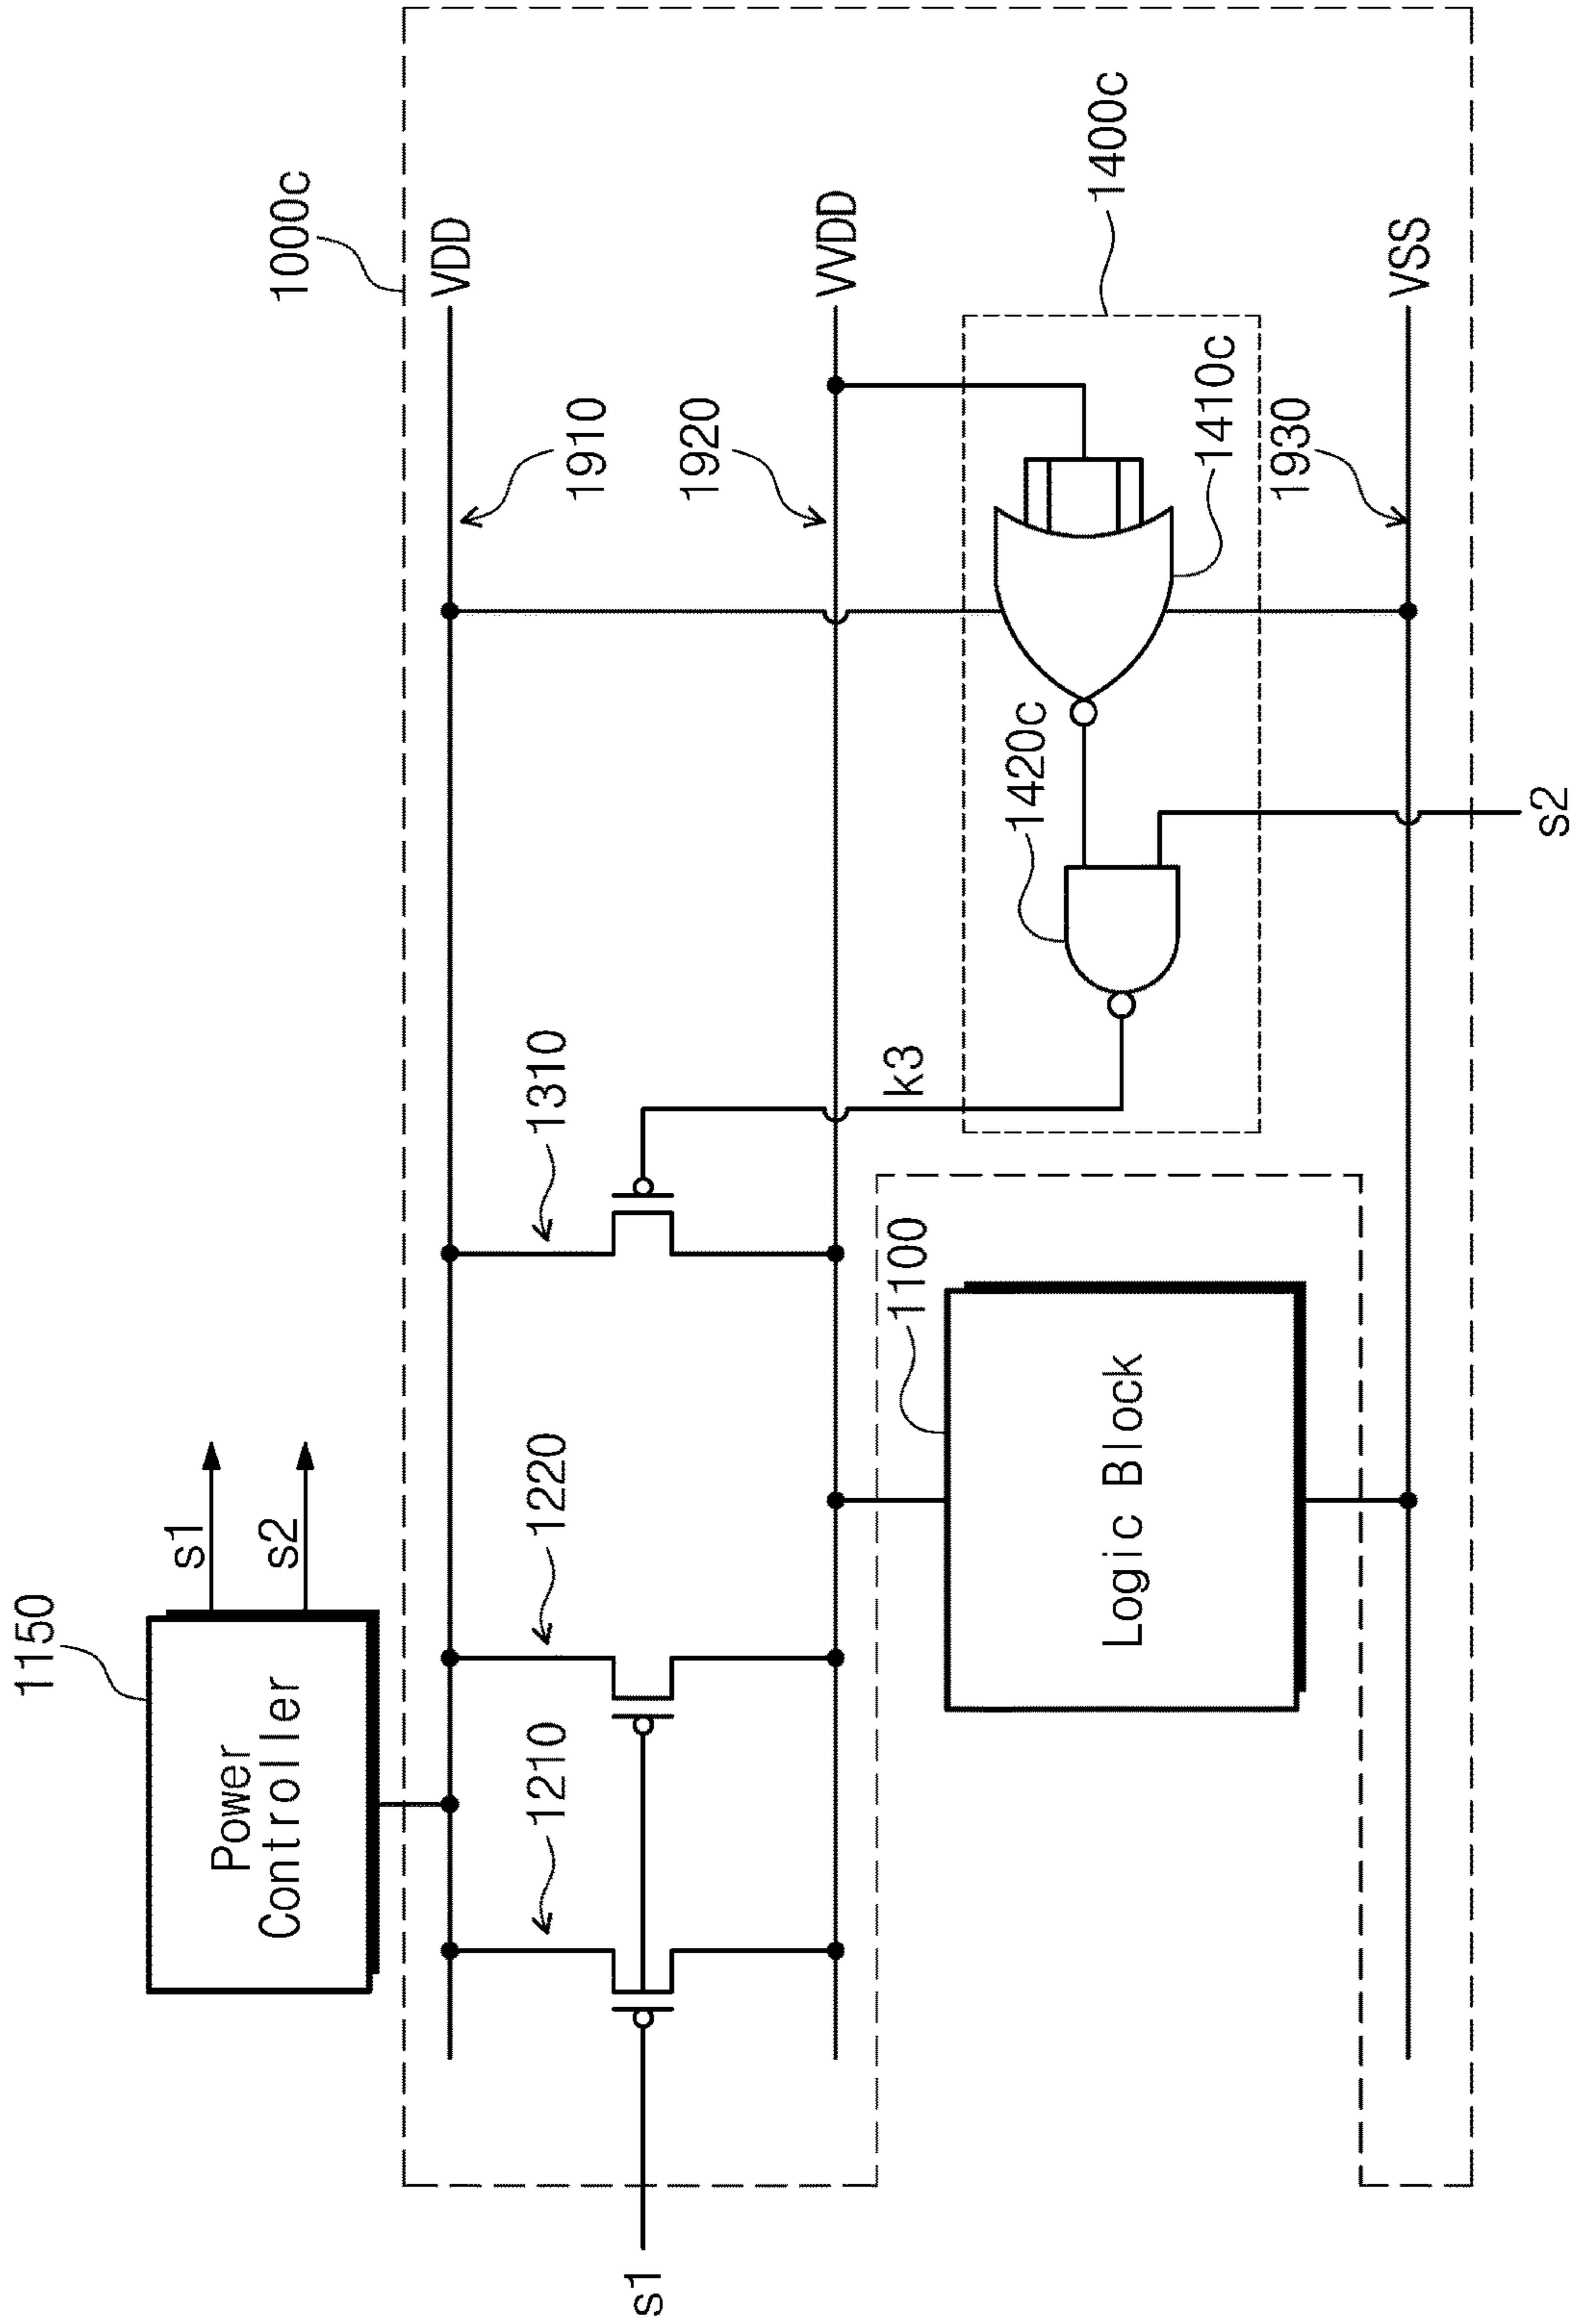 1150
Power
Controller
s1
s2
1000c
VDD
1910
1210
1220
1310
s1
VVDD
1920
k3
1400c
1420c
1410c
1100
Logic Block
1930
VSS
s2